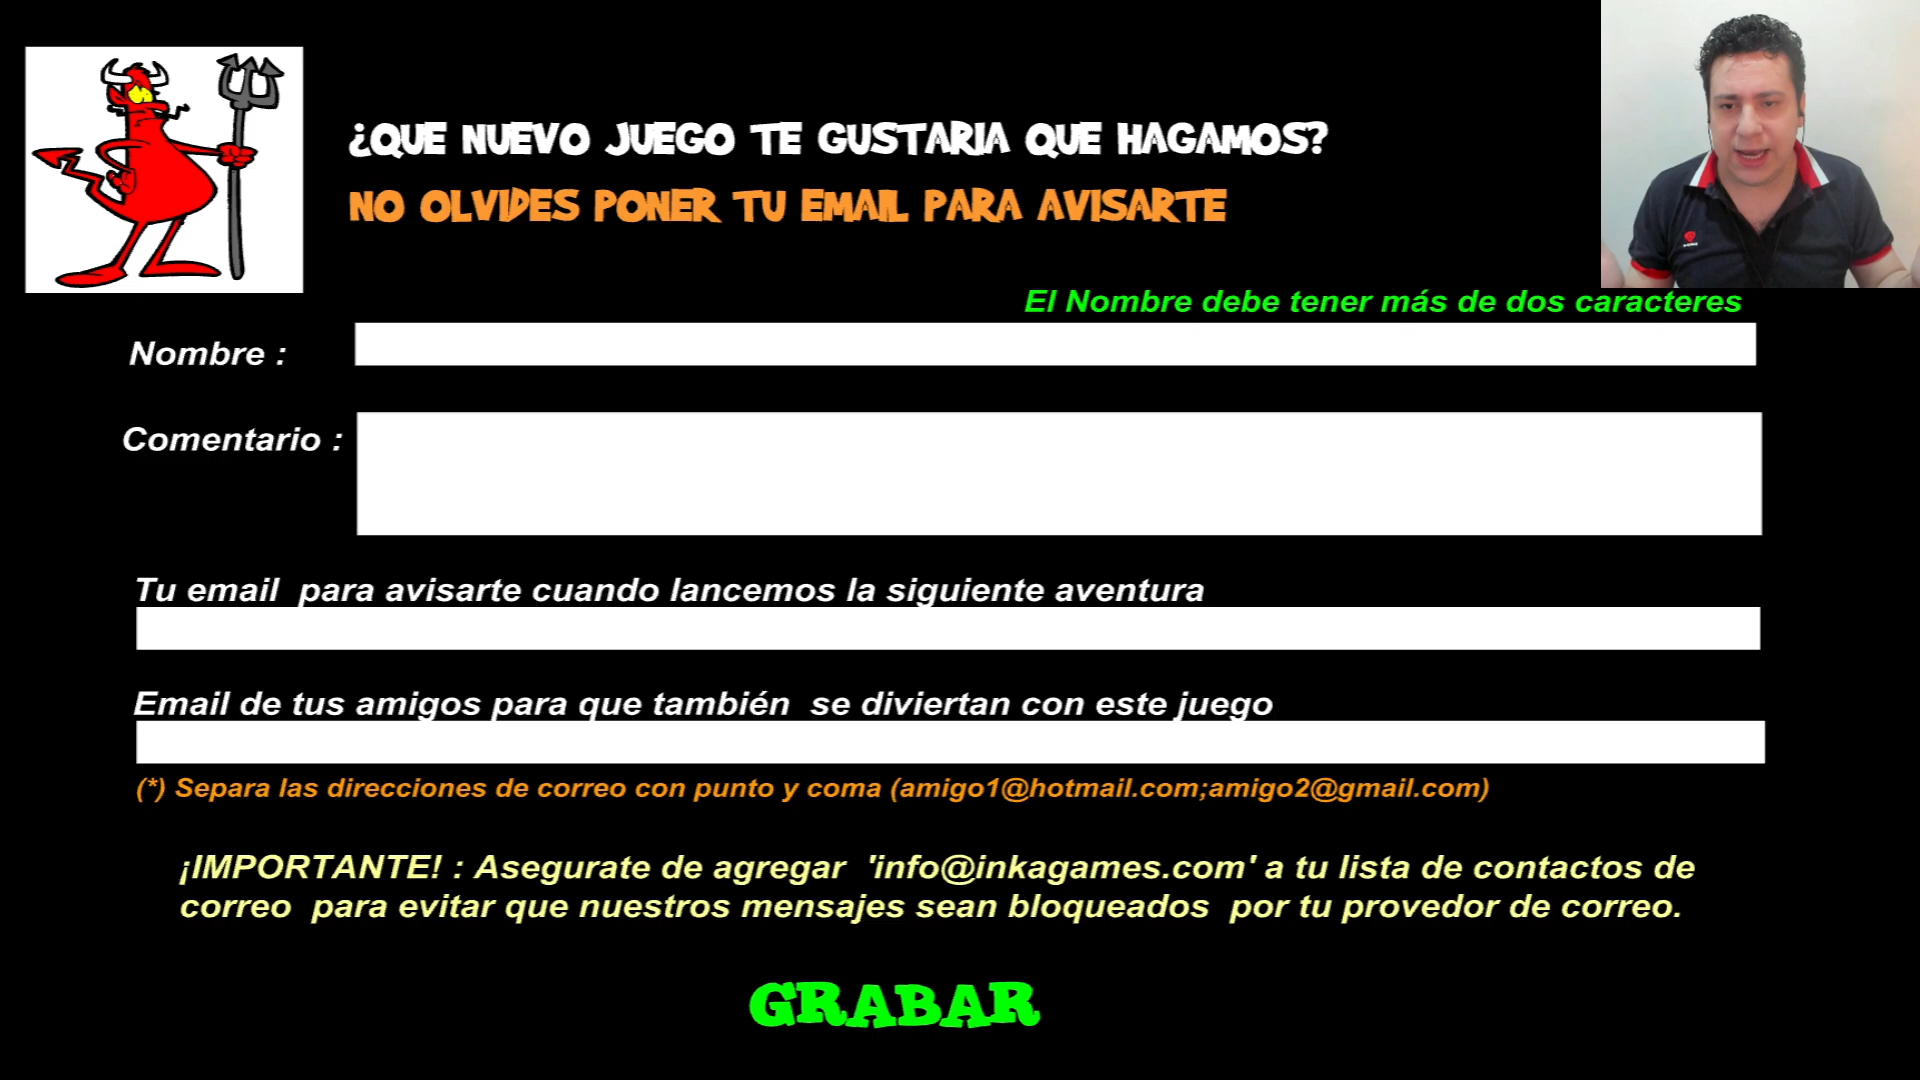 ¿QUE NUEVO JUEGO TE GUSTARIA QUE HAGAMOS?
NO OLVIDES PONER TU EMAIL PARA AVISARTE
El Nombre debe tener más de dos caracteres
Nombre :
Comentario :
Tu email para avisarte cuando lancemos la siguiente aventura
Email de tus amigos para que también se diviertan con este juego
(*) Separa las direcciones de correo con punto y coma (amigo1@hotmail.com;amigo2@gmail.com)
¡IMPORTANTE! : Asegurate de agregar 'info@inkagames.com' a tu lista de contactos de
correo para evitar que nuestros mensajes sean bloqueados por tu provedor de correo.
GRABAR